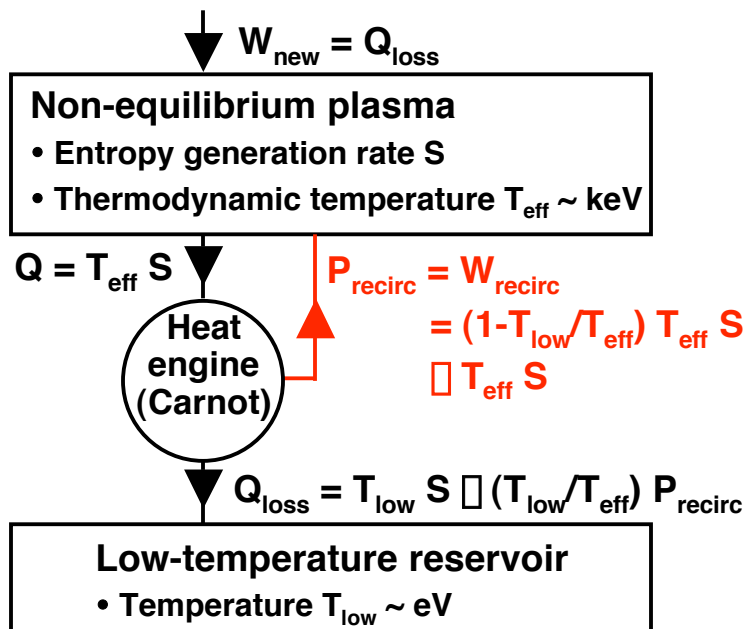 W_new = Q_loss
Non-equilibrium plasma
• Entropy generation rate S
• Thermodynamic temperature T_eff ~ keV
Q = T_eff S
P_recirc = W_recirc
= (1-T_low/T_eff) T_eff S
▯ T_eff S
Heat
engine
(Carnot)
Q_loss = T_low S ▯ (T_low/T_eff) P_recirc
Low-temperature reservoir
• Temperature T_low ~ eV